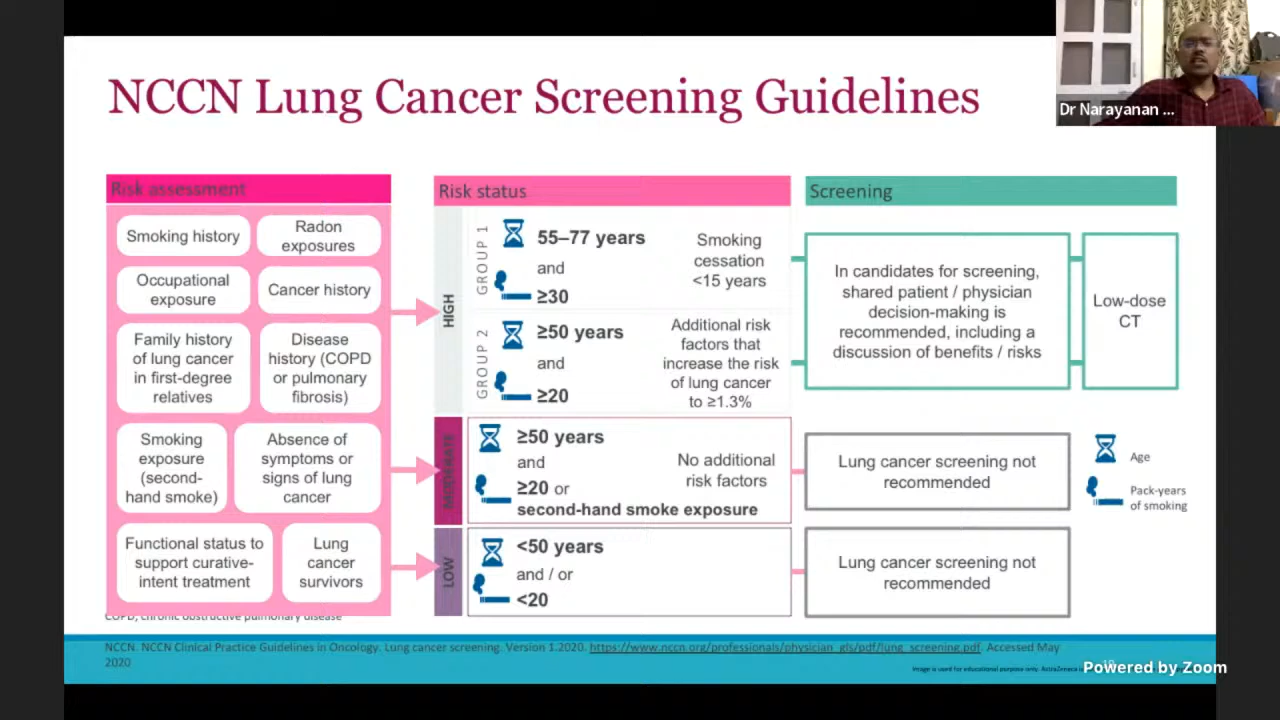 NCCN Lung Cancer Screening Guidelines
Dr Narayanan ...
Risk assessment
Smoking history
Radon
exposures
Occupational
exposure
Cancer history
Family history
of lung cancer
in first-degree
relatives
Disease
history (COPD
or pulmonary
fibrosis)
Smoking
exposure
(second-
hand smoke)
Absence of
symptoms or
signs of lung
cancer
Functional status to
support curative-
intent treatment
Lung
cancer
survivors
Risk status
HIGH
GROUP 1
55–77 years
and
≥30
Smoking
cessation
<15 years
GROUP 2
≥50 years
and
≥20
Additional risk
factors that
increase the risk
of lung cancer
to ≥1.3%
≥50 years
and
≥20 or
second-hand smoke exposure
No additional
risk factors
LOW
<50 years
and / or
<20
Screening
In candidates for screening,
shared patient / physician
decision-making is
recommended, including a
discussion of benefits / risks
Low-dose
CT
Lung cancer screening not
recommended
Age
Pack-years
of smoking
Lung cancer screening not
recommended
COPD, chronic obstructive pulmonary disease
NCCN. NCCN Clinical Practice Guidelines in Oncology. Lung cancer screening. Version 1.2020. https://www.nccn.org/professionals/physician_gls/pdf/lung_screening.pdf. Accessed May
2020
Image is used for educational purpose only.
Powered by Zoom